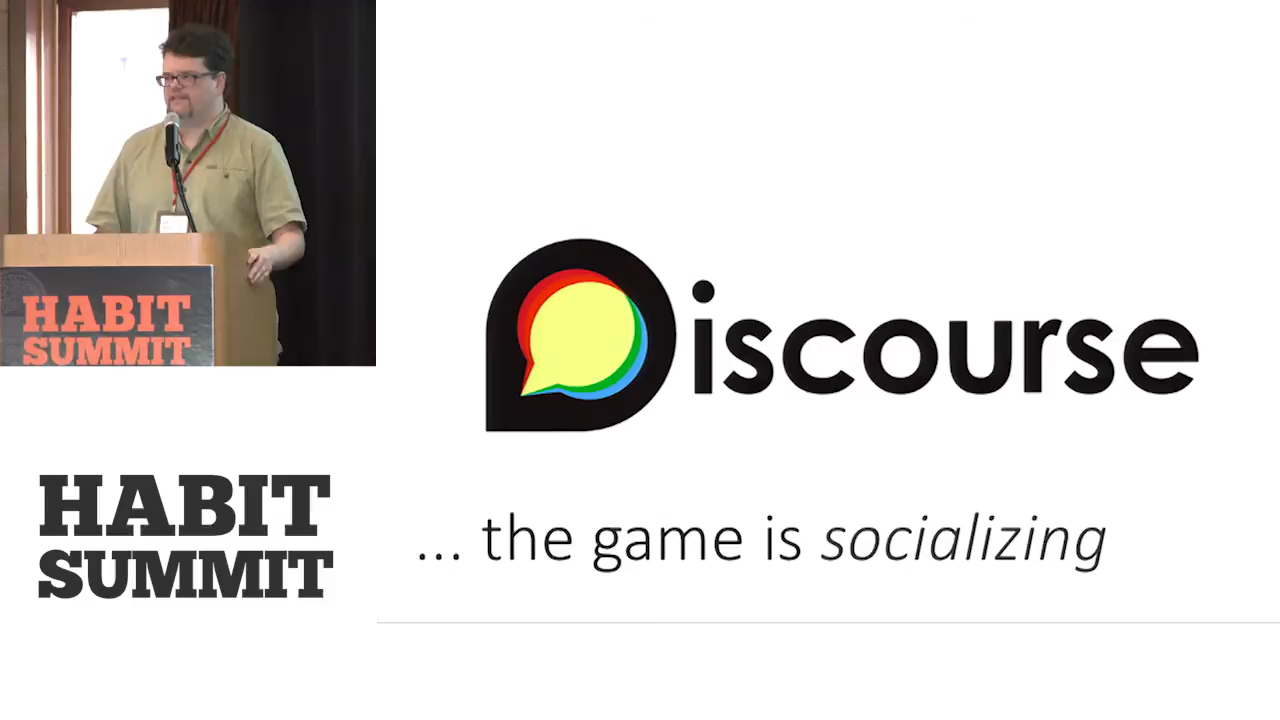 HABIT
SUMMIT
Discourse
HABIT
SUMMIT
... the game is socializing